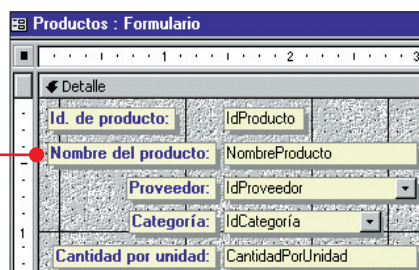 Productos : Formulario
1 2 3
Detalle
Id. de producto: IdProducto
Nombre del producto: NombreProducto
Proveedor: IdProveedor
Categoría: IdCategoría
1
Cantidad por unidad: CantidadPorUnidad